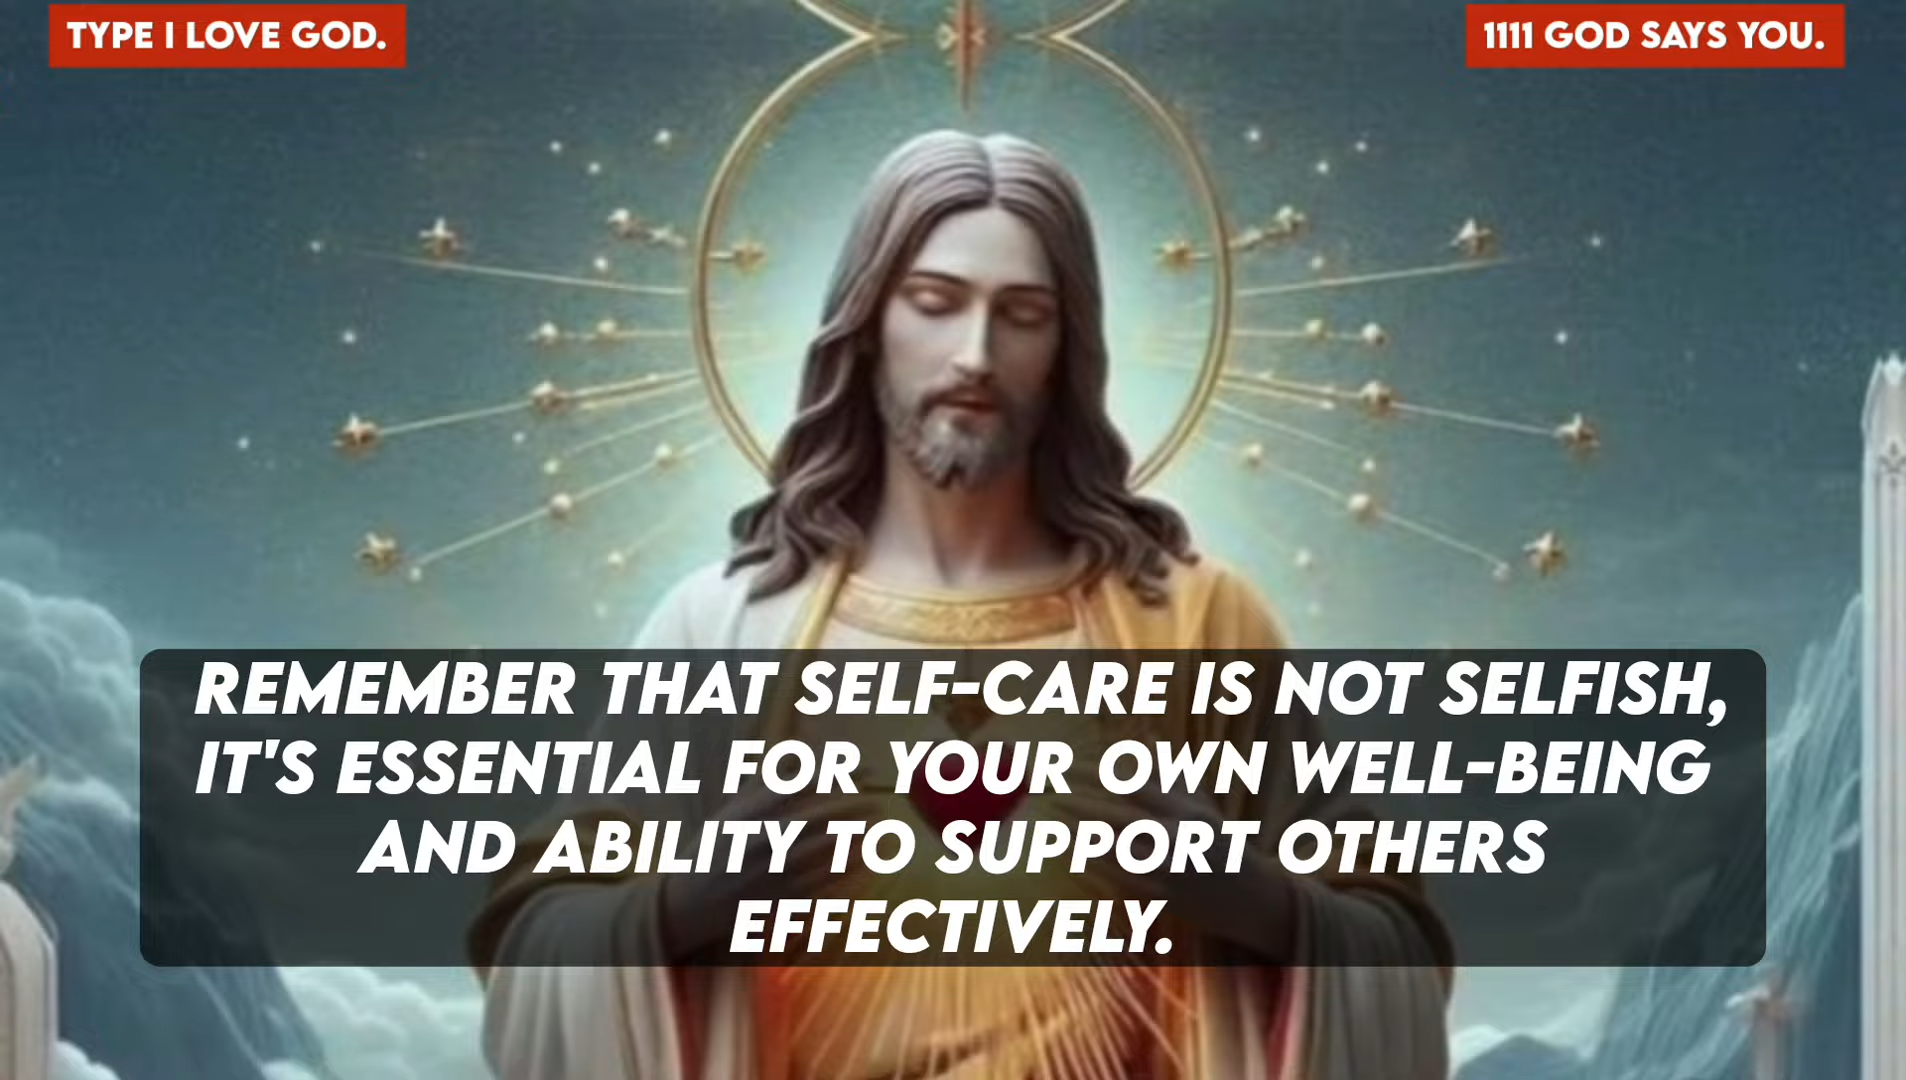 TYPE I LOVE GOD.
1111 GOD SAYS YOU.
REMEMBER THAT SELF-CARE IS NOT SELFISH,
IT'S ESSENTIAL FOR YOUR OWN WELL-BEING
AND ABILITY TO SUPPORT OTHERS
EFFECTIVELY.